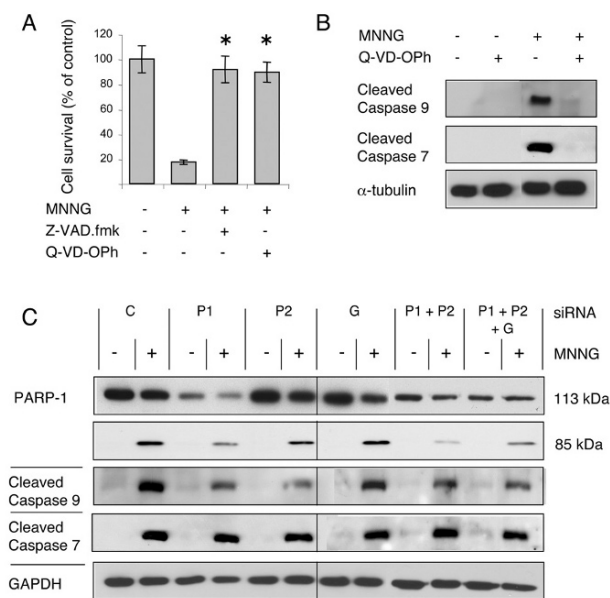 A
Cell survival (% of control)
100
80
60
40
20
MNNG - + + +
Z-VAD.fmk - - + -
Q-VD-OPh - - - +
* *
B
MNNG - - + +
Q-VD-OPh - + - +
Cleaved
Caspase 9
Cleaved
Caspase 7
α-tubulin
C
C P1 P2 G P1 + P2 P1 + P2 siRNA
+ G
- + - + - + - + - + - + MNNG
PARP-1 113 kDa
85 kDa
Cleaved
Caspase 9
Cleaved
Caspase 7
GAPDH